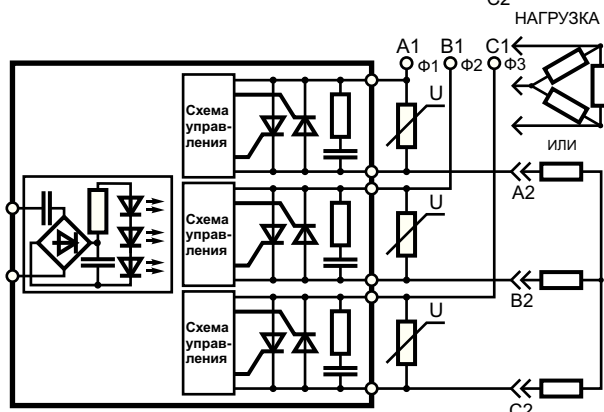 C2
НАГРУЗКА
A1 B1 C1
Ф1 Ф2 Ф3
U
Схема
управ-
ления
или
A2
Схема
управ-
ления
U
B2
Схема
управ-
ления
U
C2